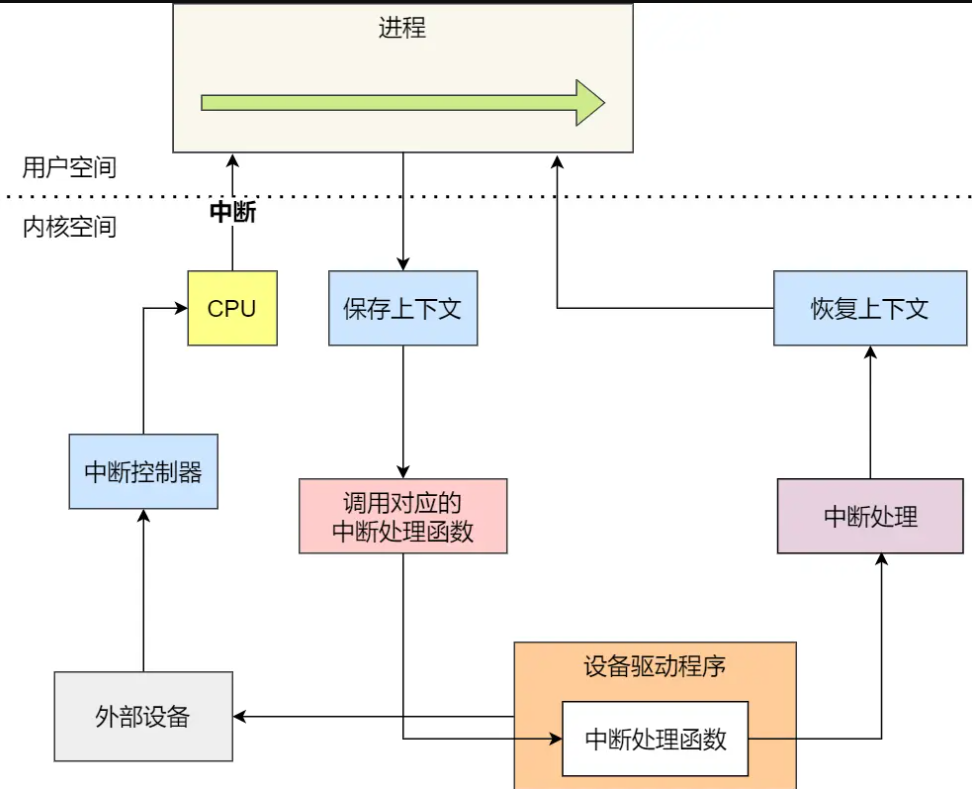 进程
用户空间
中断
内核空间
CPU
保存上下文
恢复上下文
中断控制器
调用对应的
中断处理函数
中断处理
设备驱动程序
外部设备
中断处理函数